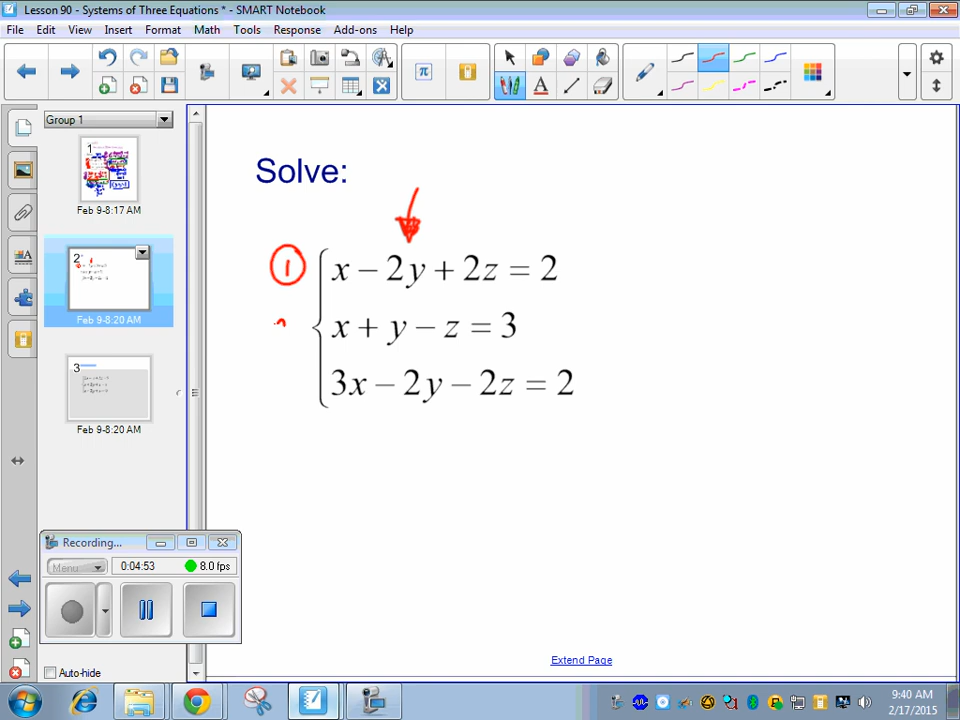 Lesson 90 - Systems of Three Equations * - SMART Notebook
File Edit View Insert Format Math Tools Response Add-ons Help
Group 1
1
Feb 9-8:17 AM
2
Feb 9-8:20 AM
3
Feb 9-8:20 AM
Solve:
① x − 2y + 2z = 2
x + y − z = 3
3x − 2y − 2z = 2
Recording...
Menu 0:04:53 8.0 fps
Auto-hide
Extend Page
9:40 AM
2/17/2015